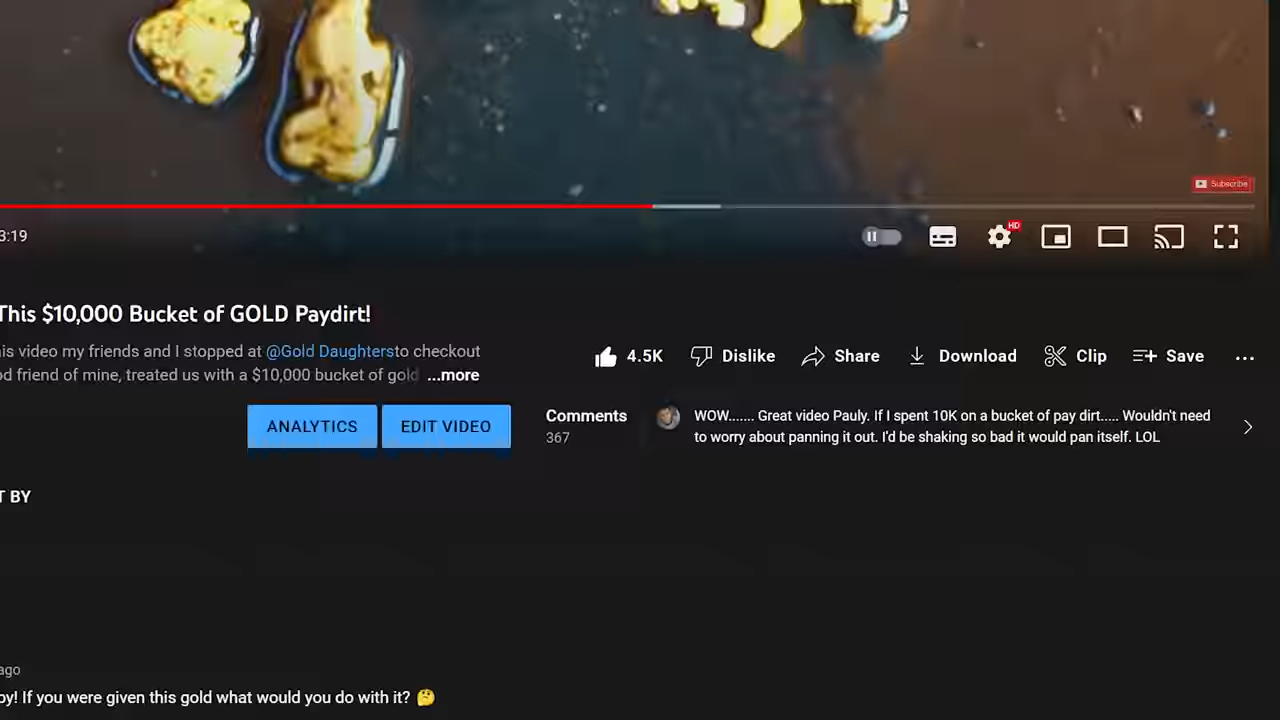 Subscribe
3:19
HD
This $10,000 Bucket of GOLD Paydirt!
is video my friends and I stopped at @Gold Daughtersto checkout
od friend of mine, treated us with a $10,000 bucket of gold ...more
4.5K Dislike Share Download Clip Save ...
ANALYTICS EDIT VIDEO
Comments
367
WOW....... Great video Pauly. If I spent 10K on a bucket of pay dirt..... Wouldn't need
to worry about panning it out. I'd be shaking so bad it would pan itself. LOL
T BY
ago
oy! If you were given this gold what would you do with it? 🤔